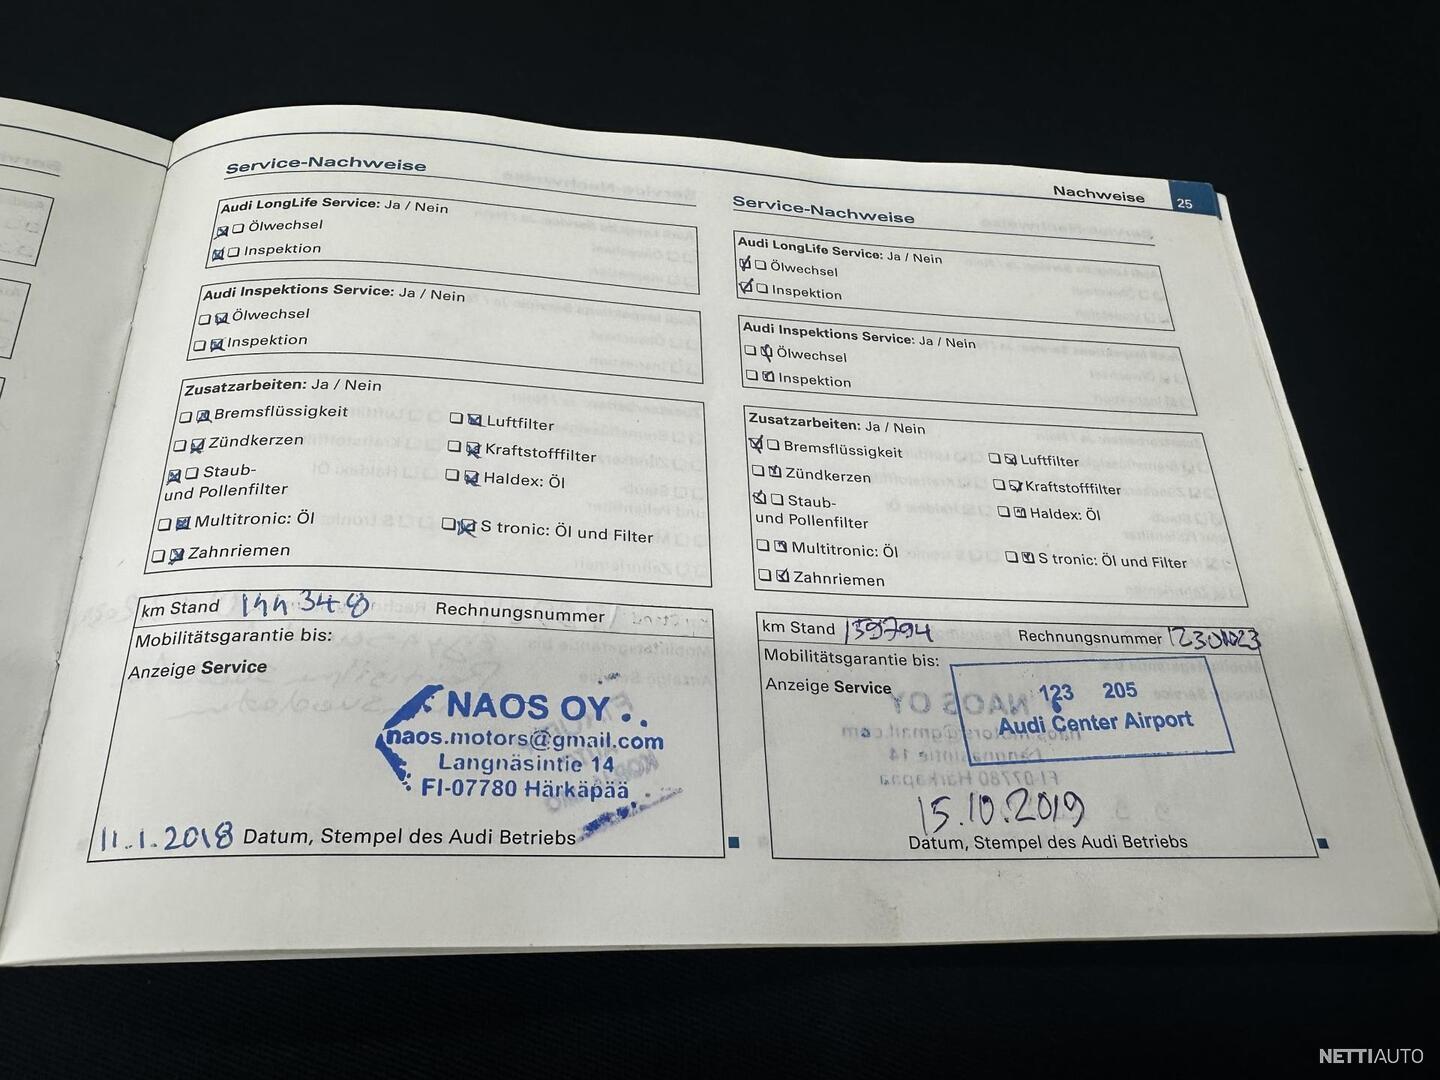 Service-Nachweise
Audi LongLife Service: Ja / Nein
Ölwechsel
Inspektion
Audi Inspektions Service: Ja / Nein
Ölwechsel
Inspektion
Zusatzarbeiten: Ja / Nein
Bremsflüssigkeit
Luftfilter
Zündkerzen
Kraftstofffilter
Staub-
und Pollenfilter
Haldex: Öl
Multitronic: Öl
S tronic: Öl und Filter
Zahnriemen
km Stand 144348 Rechnungsnummer
Mobilitätsgarantie bis:
Anzeige Service
NAOS OY
naos.motors@gmail.com
Langnäsintie 14
FI-07780 Härkäpää
11.1.2018 Datum, Stempel des Audi Betriebs
Nachweise 25
Service-Nachweise
Audi LongLife Service: Ja / Nein
Ölwechsel
Inspektion
Audi Inspektions Service: Ja / Nein
Ölwechsel
Inspektion
Zusatzarbeiten: Ja / Nein
Bremsflüssigkeit
Luftfilter
Zündkerzen
Kraftstofffilter
Staub-
und Pollenfilter
Haldex: Öl
Multitronic: Öl
S tronic: Öl und Filter
Zahnriemen
km Stand 159794 Rechnungsnummer
Mobilitätsgarantie bis:
Anzeige Service
123 205
Audi Center Airport
15.10.2019
Datum, Stempel des Audi Betriebs
NETTIAUTO